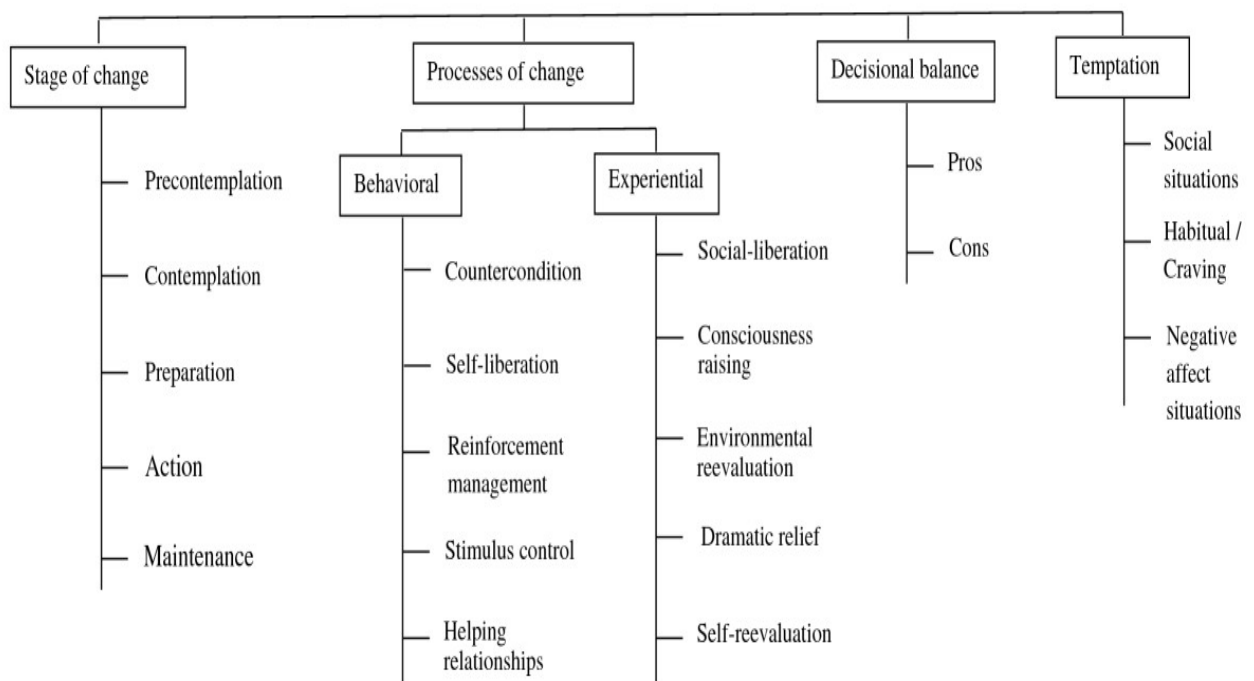 Stage of change
Precontemplation
Contemplation
Preparation
Action
Maintenance
Processes of change
Behavioral
Countercondition
Self-liberation
Reinforcement
management
Stimulus control
Helping
relationships
Experiential
Social-liberation
Consciousness
raising
Environmental
reevaluation
Dramatic relief
Self-reevaluation
Decisional balance
Pros
Cons
Temptation
Social
situations
Habitual /
Craving
Negative
affect
situations